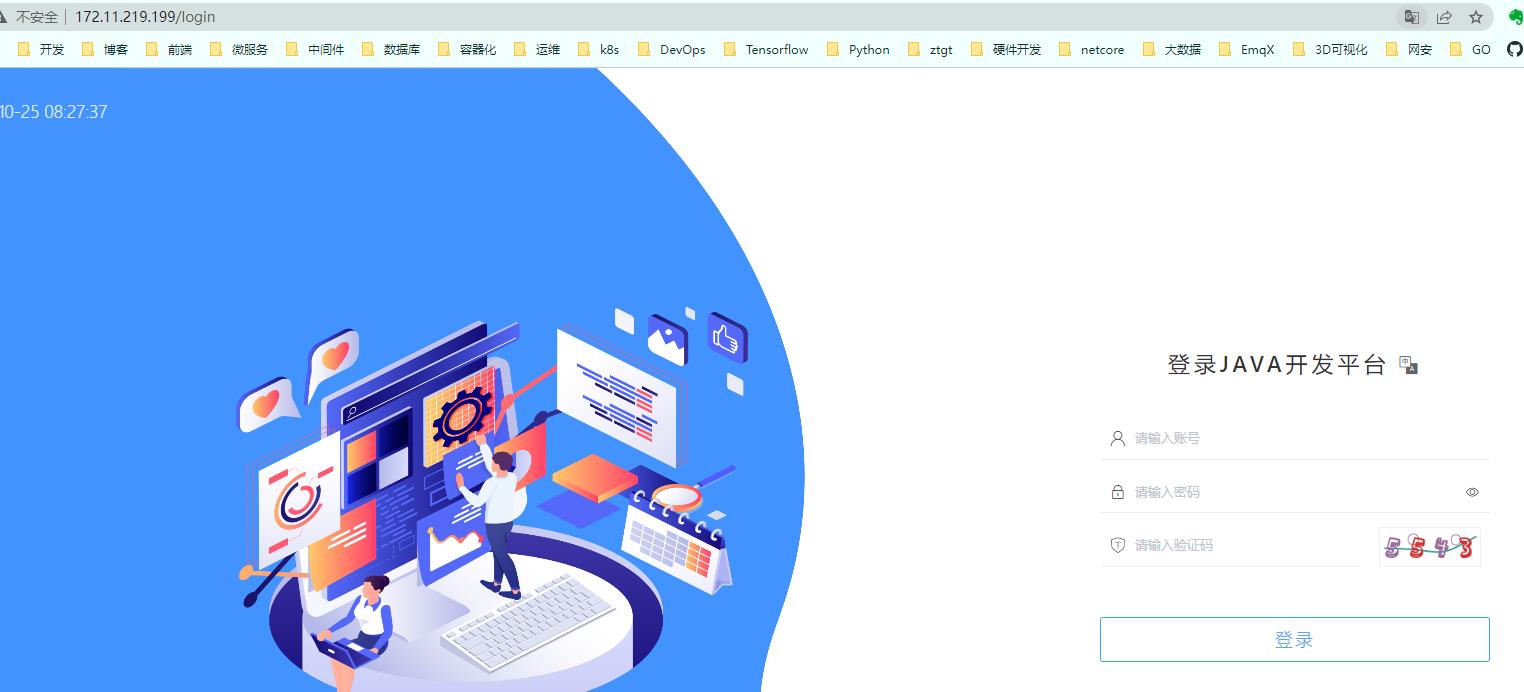 不安全 172.11.219.199/login
开发 博客 前端 微服务 中间件 数据库 容器化 运维 k8s DevOps Tensorflow Python ztgt 硬件开发 netcore 大数据 EmqX 3D可视化 网安 GO
10-25 08:27:37
登录JAVA开发平台
请输入账号
请输入密码
请输入验证码 5543
登录